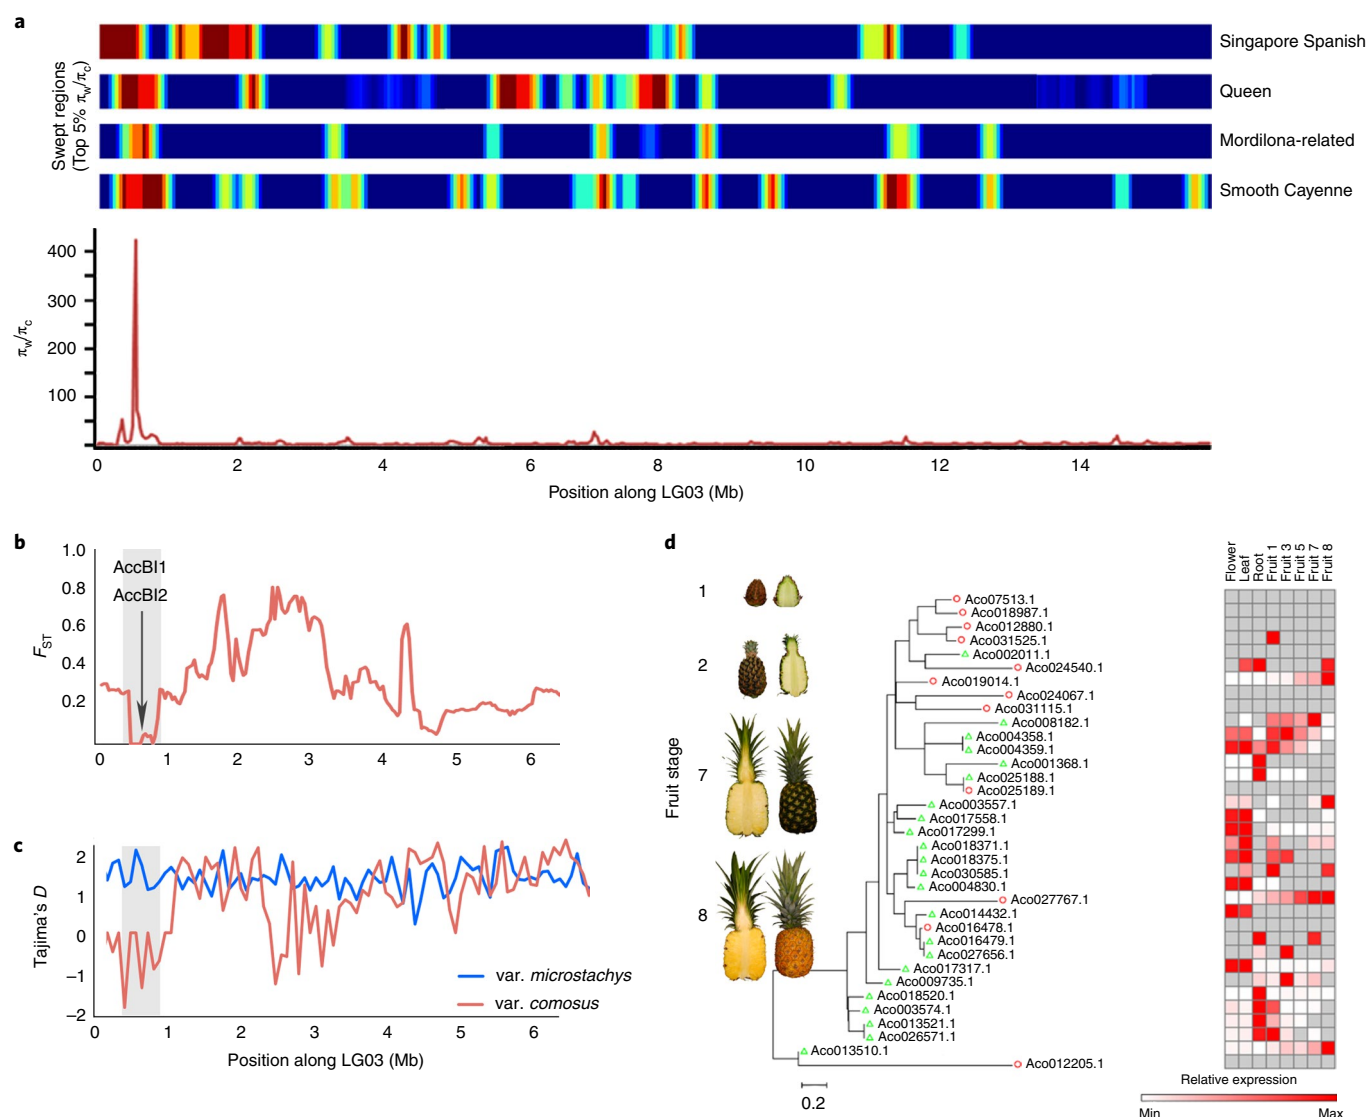 a
Swept regions
(Top 5% πw/πc)
Singapore Spanish
Queen
Mordilona-related
Smooth Cayenne
πw/πc
400
300
200
100
0 2 4 6 8 10 12 14
Position along LG03 (Mb)
b
FST
1.0
0.8
0.6
0.4
0.2
AccBI1
AccBI2
0 1 2 3 4 5 6
c
Tajima's D
2
1
0
−1
−2
var. microstachys
var. comosus
0 1 2 3 4 5 6
Position along LG03 (Mb)
d
Fruit stage
1
2
7
8
Aco07513.1
Aco018987.1
Aco012880.1
Aco031525.1
Aco002011.1
Aco024540.1
Aco019014.1
Aco024067.1
Aco031115.1
Aco008182.1
Aco004358.1
Aco004359.1
Aco001368.1
Aco025188.1
Aco025189.1
Aco003557.1
Aco017558.1
Aco017299.1
Aco018371.1
Aco018375.1
Aco030585.1
Aco004830.1
Aco027767.1
Aco014432.1
Aco016478.1
Aco016479.1
Aco027656.1
Aco017317.1
Aco009735.1
Aco018520.1
Aco003574.1
Aco013521.1
Aco026571.1
Aco013510.1
Aco012205.1
0.2
Flower
Leaf
Root
Fruit 1
Fruit 3
Fruit 5
Fruit 7
Fruit 8
Relative expression
Min Max